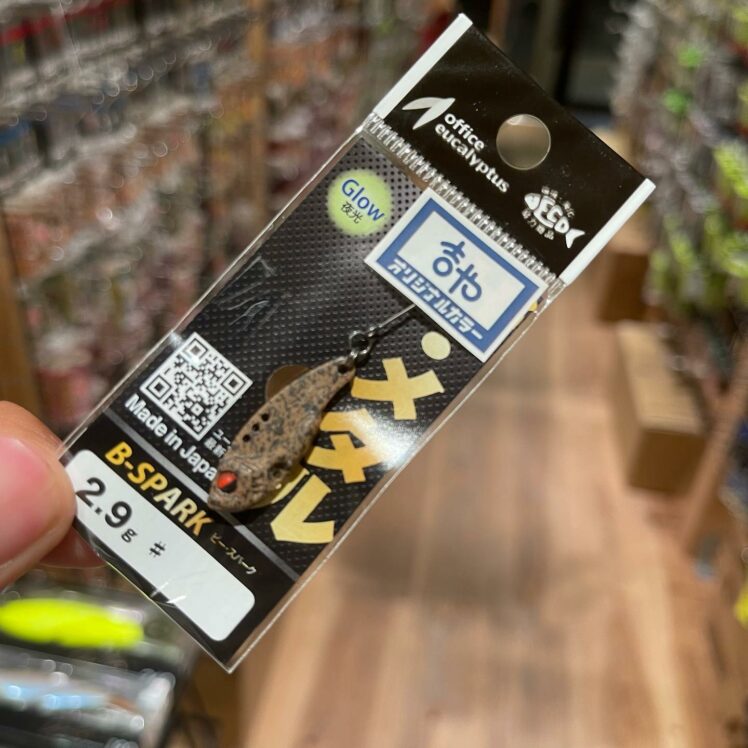 office
eucalyptus
Glow
夜光
まや
オリジナルカラー
メタル
Made in Japan
B-SPARK
ビー・スパーク
2.9g #